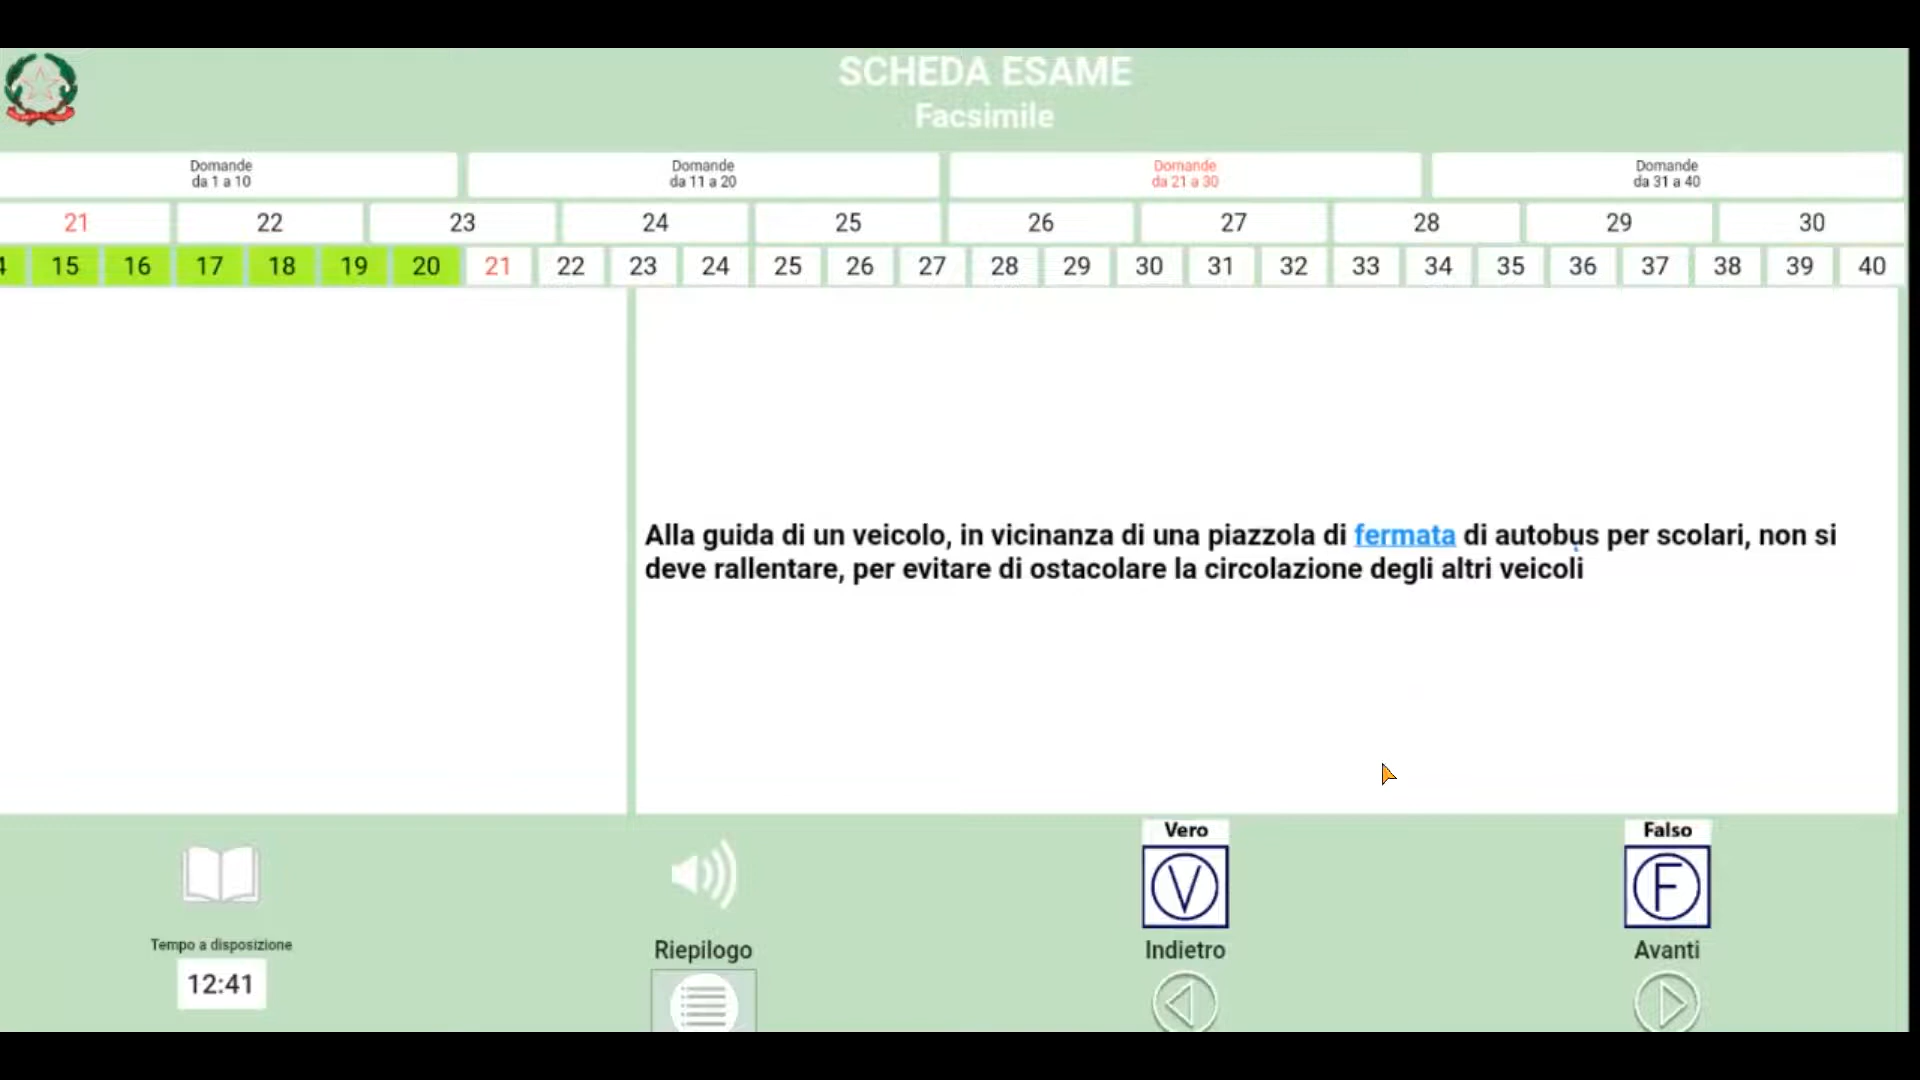 SCHEDA ESAME
Facsimile
Domande
da 1 a 10
Domande
da 11 a 20
Domande
da 21 a 30
Domande
da 31 a 40
21 22 23 24 25 26 27 28 29 30
4 15 16 17 18 19 20 21 22 23 24 25 26 27 28 29 30 31 32 33 34 35 36 37 38 39 40
Alla guida di un veicolo, in vicinanza di una piazzola di fermata di autobus per scolari, non si
deve rallentare, per evitare di ostacolare la circolazione degli altri veicoli
Vero
Falso
V
F
Tempo a disposizione
12:41
Riepilogo
Indietro
Avanti